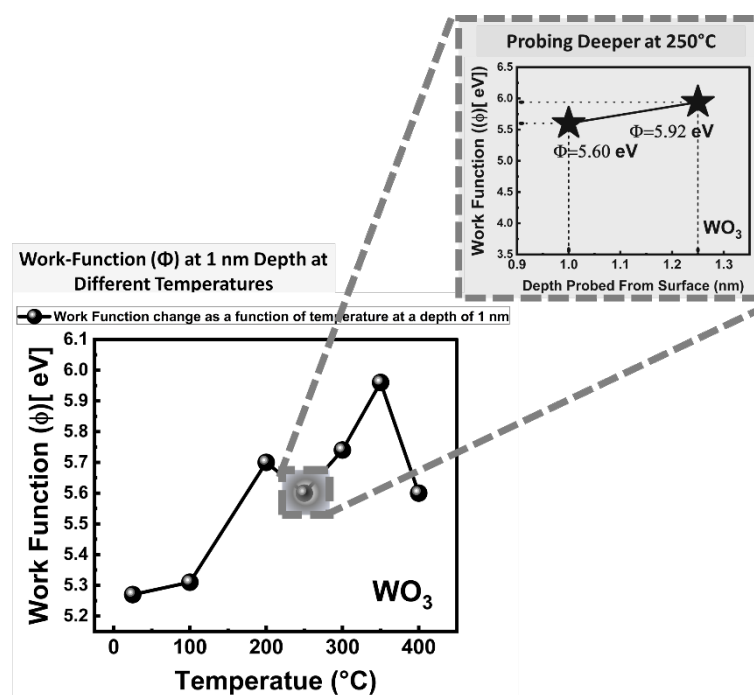 Probing Deeper at 250°C
Work Function ((ϕ)[ eV]
6.5
6.0
5.5
5.0
4.5
4.0
3.5
Φ=5.92 eV
Φ=5.60 eV
WO₃
0.9 1.0 1.1 1.2 1.3
Depth Probed From Surface (nm)
Work-Function (Φ) at 1 nm Depth at
Different Temperatures
Work Function change as a function of temperature at a depth of 1 nm
Work Function (ϕ)[ eV]
6.1
6.0
5.9
5.8
5.7
5.6
5.5
5.4
5.3
5.2
WO₃
0 100 200 300 400
Temperatue (°C)